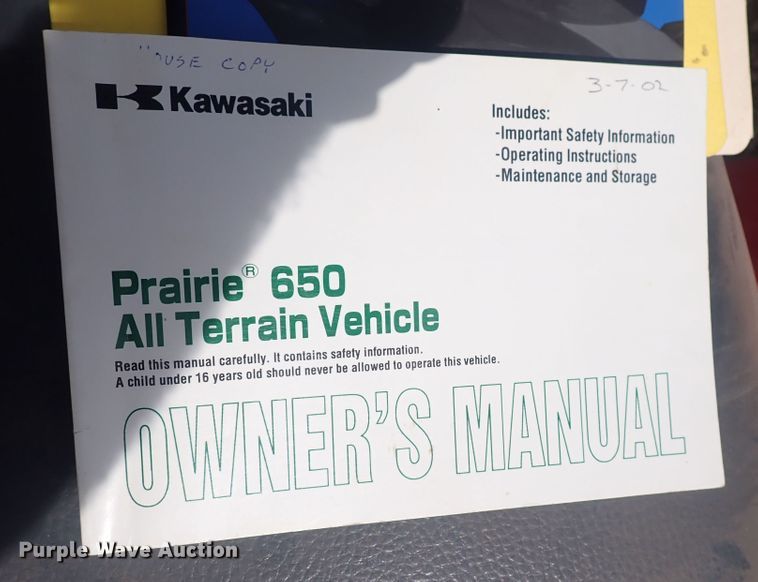 USE COPY
3-7-02
Kawasaki
Includes:
-Important Safety Information
-Operating Instructions
-Maintenance and Storage
Prairie® 650
All Terrain Vehicle
Read this manual carefully. It contains safety information.
A child under 16 years old should never be allowed to operate this vehicle.
OWNER'S MANUAL
Purple Wave Auction